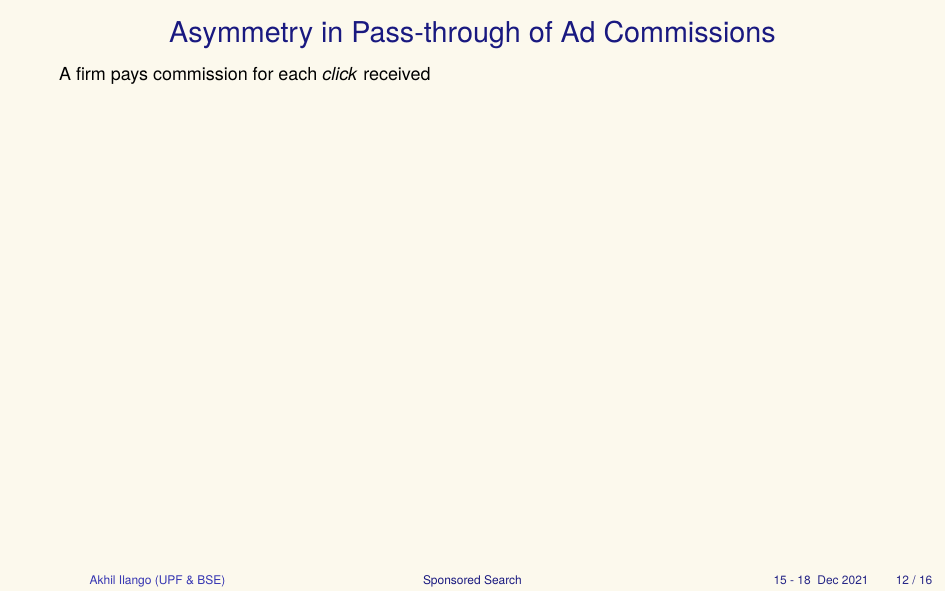 Asymmetry in Pass-through of Ad Commissions
A firm pays commission for each click received
Akhil Ilango (UPF & BSE) Sponsored Search 15 - 18 Dec 2021 12 / 16